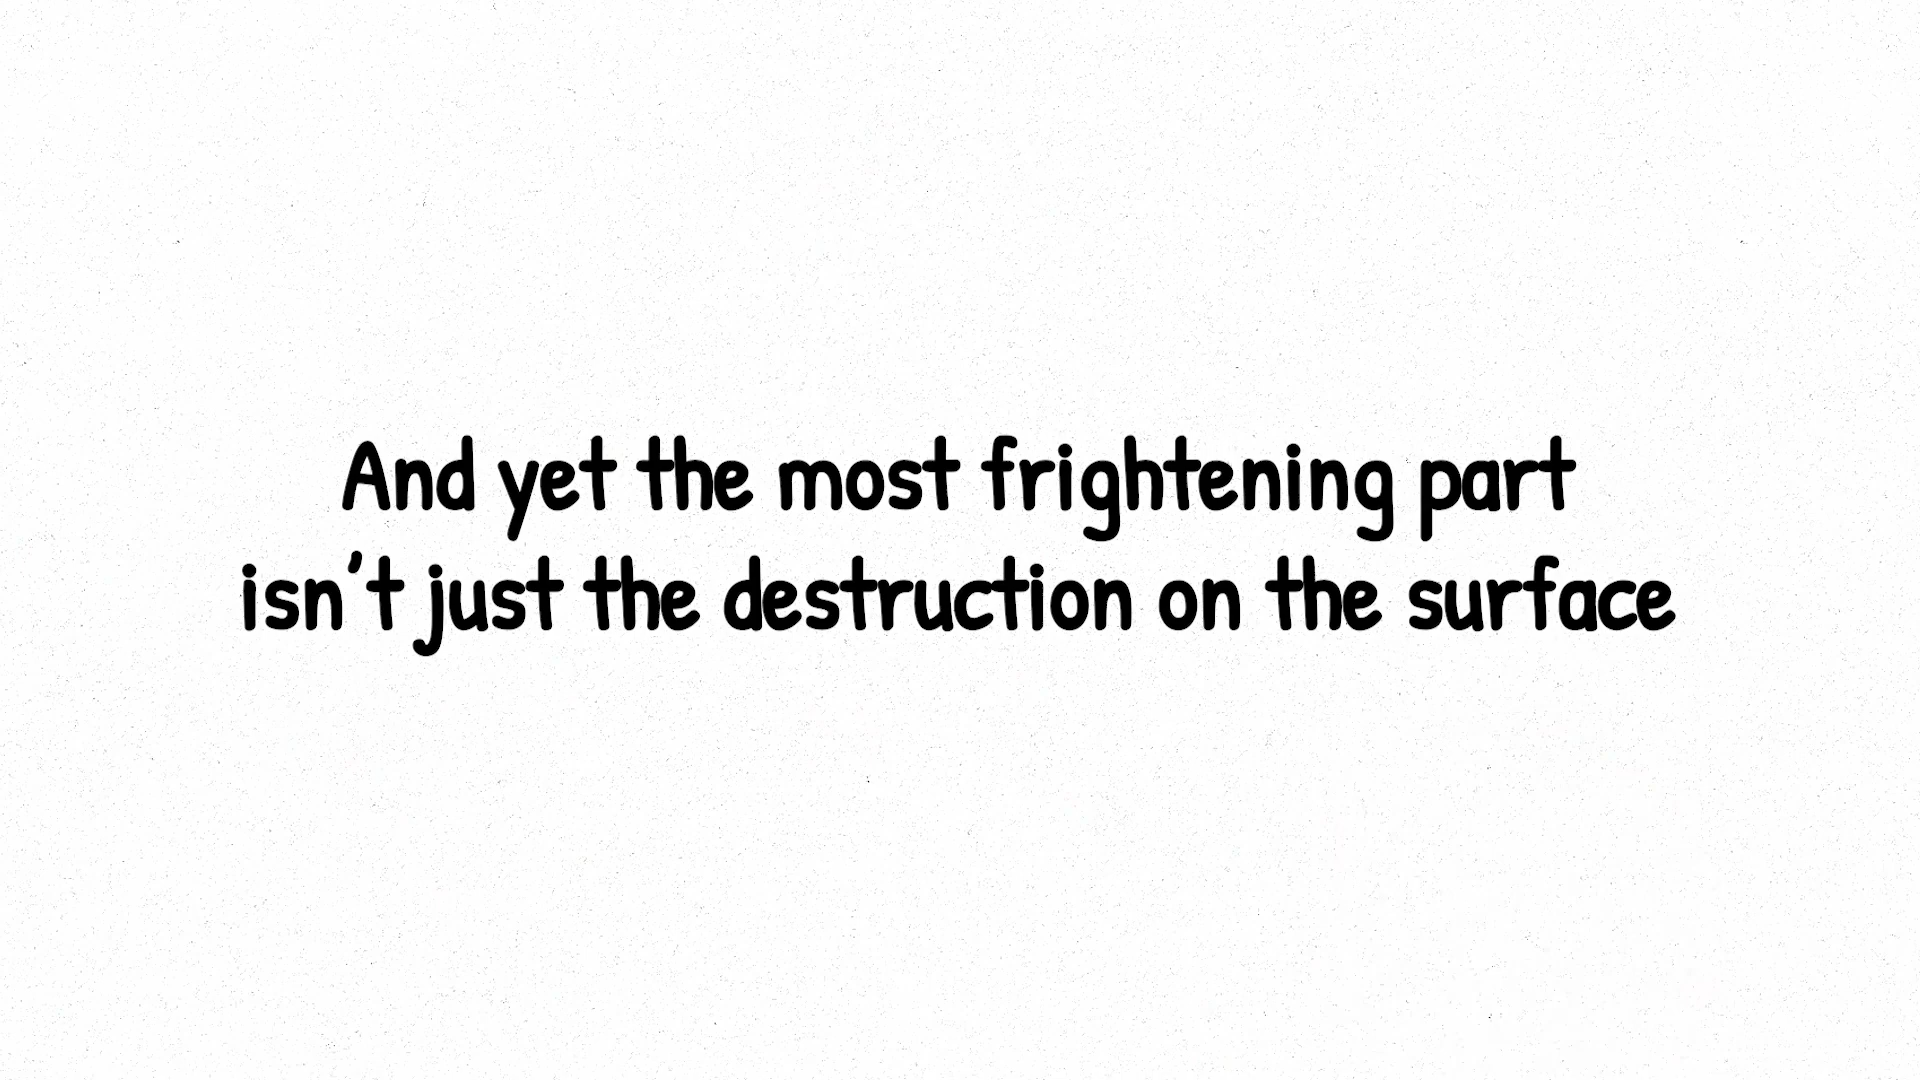 And yet the most frightening part
isn't just the destruction on the surface